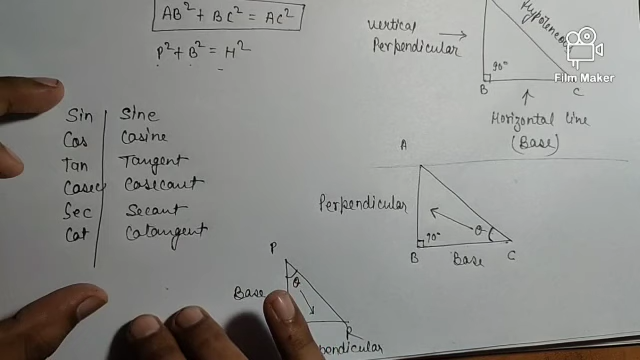 AB² + BC² = AC²
P² + B² = H²
Sin Sine
Cos Cosine
Tan Tangent
Cosec Cosecant
Sec Secant
Cot Cotangent
Hypotenuse
Vertical
Perpendicular
90°
B
C
Horizontal line
(Base)
Film Maker
A
Perpendicular
90°
θ
B
Base
C
P
θ
Base
R